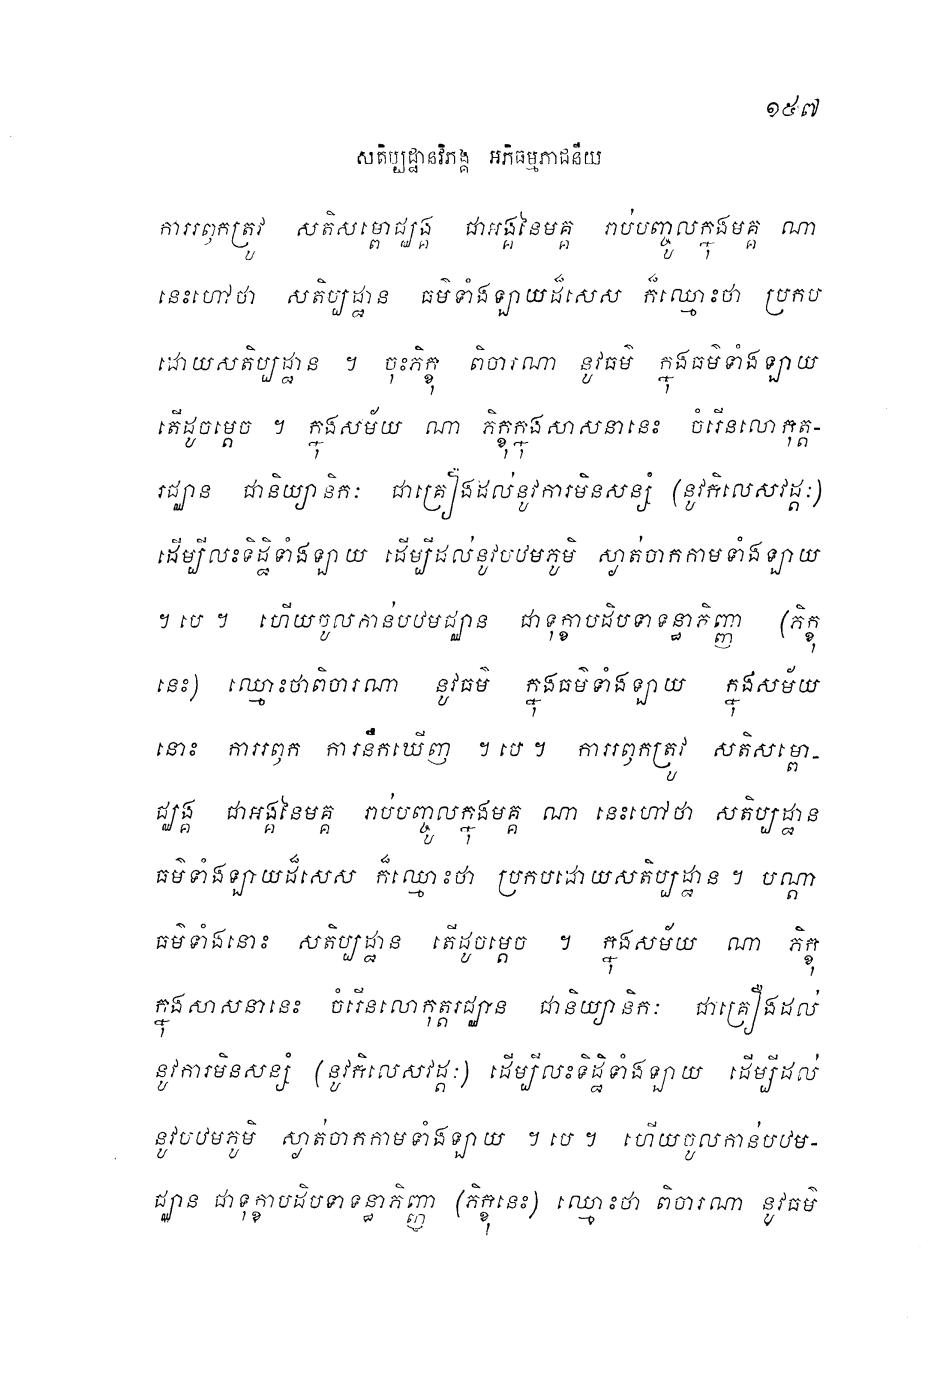 ១៤៧
សតិប្បដ្ឋានវិភង្គ អភិធម្មភាជនីយ
ការរឭកត្រូវ សតិសម្ពោជ្ឈង្គ ជាអង្គនៃមគ្គ រាប់បញ្ចូលក្នុងមគ្គ ណា
នេះហៅថា សតិប្បដ្ឋាន ធម៌ទាំងឡាយដ៏សេស ក៏ឈ្មោះថា ប្រកប
ដោយសតិប្បដ្ឋាន ។ ចុះភិក្ខុ ពិចារណា នូវធម៌ ក្នុងធម៌ទាំងឡាយ
តើដូចម្តេច ។ ក្នុងសម័យ ណា ភិក្ខុក្នុងសាសនានេះ ចំរើនលោកុត្ត-
រជ្ឈាន ជានិយ្យានិកៈ ជាគ្រឿងដល់នូវការមិនសន្សំ (នូវកិលេសវដ្តៈ)
ដើម្បីលះទិដ្ឋិទាំងឡាយ ដើម្បីដល់នូវបឋមភូមិ ស្ងាត់ចាកកាមទាំងឡាយ
។ បេ ។ ហើយចូលកាន់បឋមជ្ឈាន ជាទុក្ខាបដិបទាទន្ធាភិញ្ញា (ភិក្ខុ
នេះ) ឈ្មោះថាពិចារណា នូវធម៌ ក្នុងធម៌ទាំងឡាយ ក្នុងសម័យ
នោះ ការរឭក ការនឹកឃើញ ។ បេ ។ ការរឭកត្រូវ សតិសម្ពោ-
ជ្ឈង្គ ជាអង្គនៃមគ្គ រាប់បញ្ចូលក្នុងមគ្គ ណា នេះហៅថា សតិប្បដ្ឋាន
ធម៌ទាំងឡាយដ៏សេស ក៏ឈ្មោះថា ប្រកបដោយសតិប្បដ្ឋាន ។ បណ្តា
ធម៌ទាំងនោះ សតិប្បដ្ឋាន តើដូចម្តេច ។ ក្នុងសម័យ ណា ភិក្ខុ
ក្នុងសាសនានេះ ចំរើនលោកុត្តរជ្ឈាន ជានិយ្យានិកៈ ជាគ្រឿងដល់
នូវការមិនសន្សំ (នូវកិលេសវដ្តៈ) ដើម្បីលះទិដ្ឋិទាំងឡាយ ដើម្បីដល់
នូវបឋមភូមិ ស្ងាត់ចាកកាមទាំងឡាយ ។ បេ ។ ហើយចូលកាន់បឋម-
ជ្ឈាន ជាទុក្ខាបដិបទាទន្ធាភិញ្ញា (ភិក្ខុនេះ) ឈ្មោះថា ពិចារណា នូវធម៌